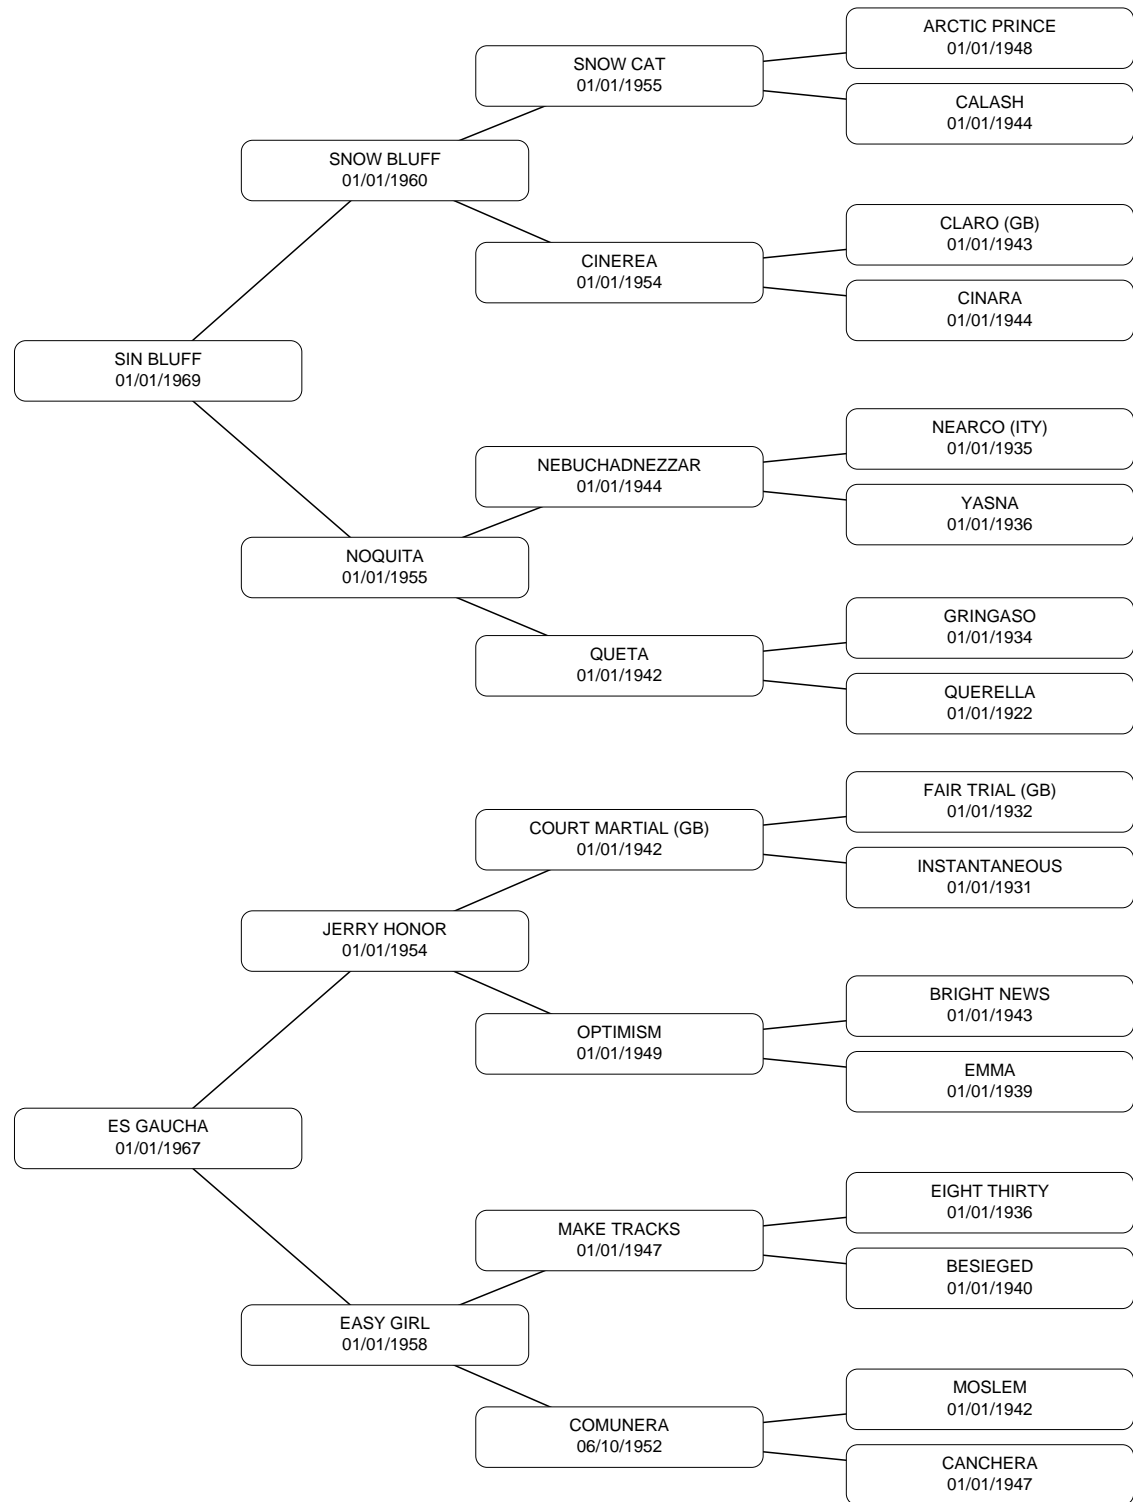 ARCTIC PRINCE
01/01/1948
SNOW CAT
01/01/1955
CALASH
01/01/1944
SNOW BLUFF
01/01/1960
CLARO (GB)
01/01/1943
CINEREA
01/01/1954
CINARA
01/01/1944
SIN BLUFF
01/01/1969
NEARCO (ITY)
01/01/1935
NEBUCHADNEZZAR
01/01/1944
YASNA
01/01/1936
NOQUITA
01/01/1955
GRINGASO
01/01/1934
QUETA
01/01/1942
QUERELLA
01/01/1922
FAIR TRIAL (GB)
01/01/1932
COURT MARTIAL (GB)
01/01/1942
INSTANTANEOUS
01/01/1931
JERRY HONOR
01/01/1954
BRIGHT NEWS
01/01/1943
OPTIMISM
01/01/1949
EMMA
01/01/1939
ES GAUCHA
01/01/1967
EIGHT THIRTY
01/01/1936
MAKE TRACKS
01/01/1947
BESIEGED
01/01/1940
EASY GIRL
01/01/1958
MOSLEM
01/01/1942
COMUNERA
06/10/1952
CANCHERA
01/01/1947